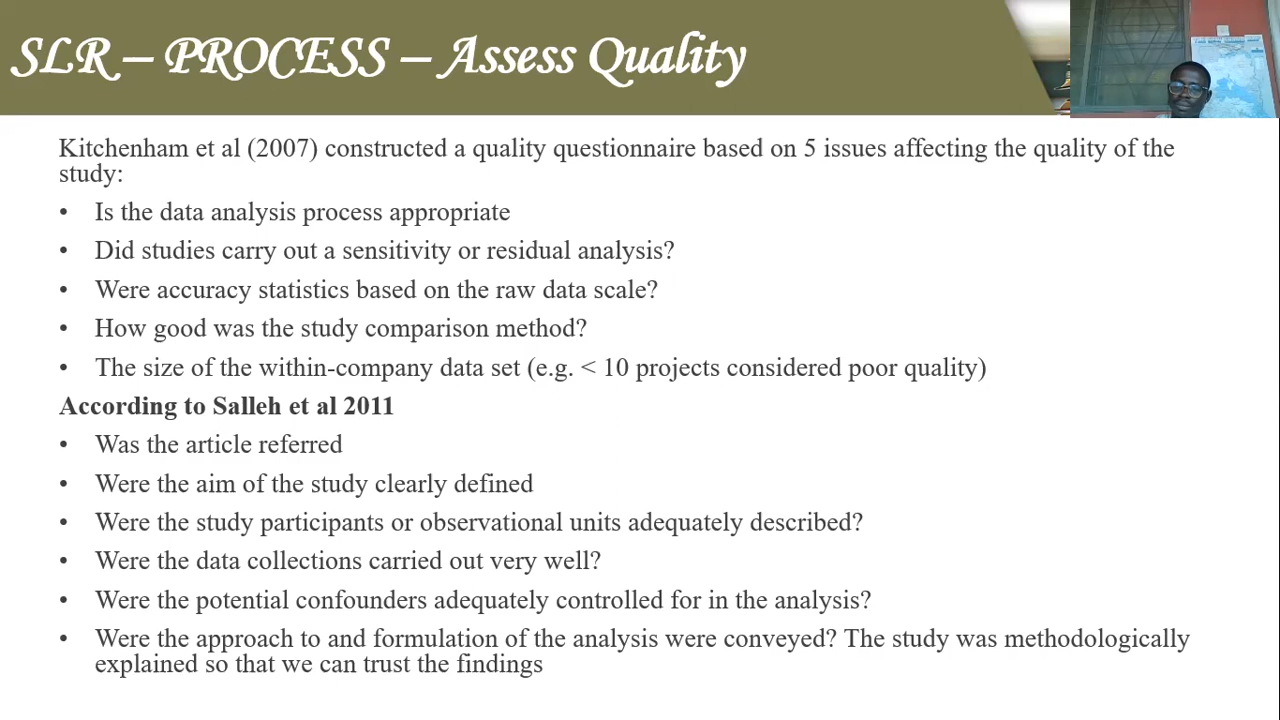 SLR – PROCESS – Assess Quality
Kitchenham et al (2007) constructed a quality questionnaire based on 5 issues affecting the quality of the
study:
• Is the data analysis process appropriate
• Did studies carry out a sensitivity or residual analysis?
• Were accuracy statistics based on the raw data scale?
• How good was the study comparison method?
• The size of the within-company data set (e.g. < 10 projects considered poor quality)
According to Salleh et al 2011
• Was the article referred
• Were the aim of the study clearly defined
• Were the study participants or observational units adequately described?
• Were the data collections carried out very well?
• Were the potential confounders adequately controlled for in the analysis?
• Were the approach to and formulation of the analysis were conveyed? The study was methodologically
explained so that we can trust the findings